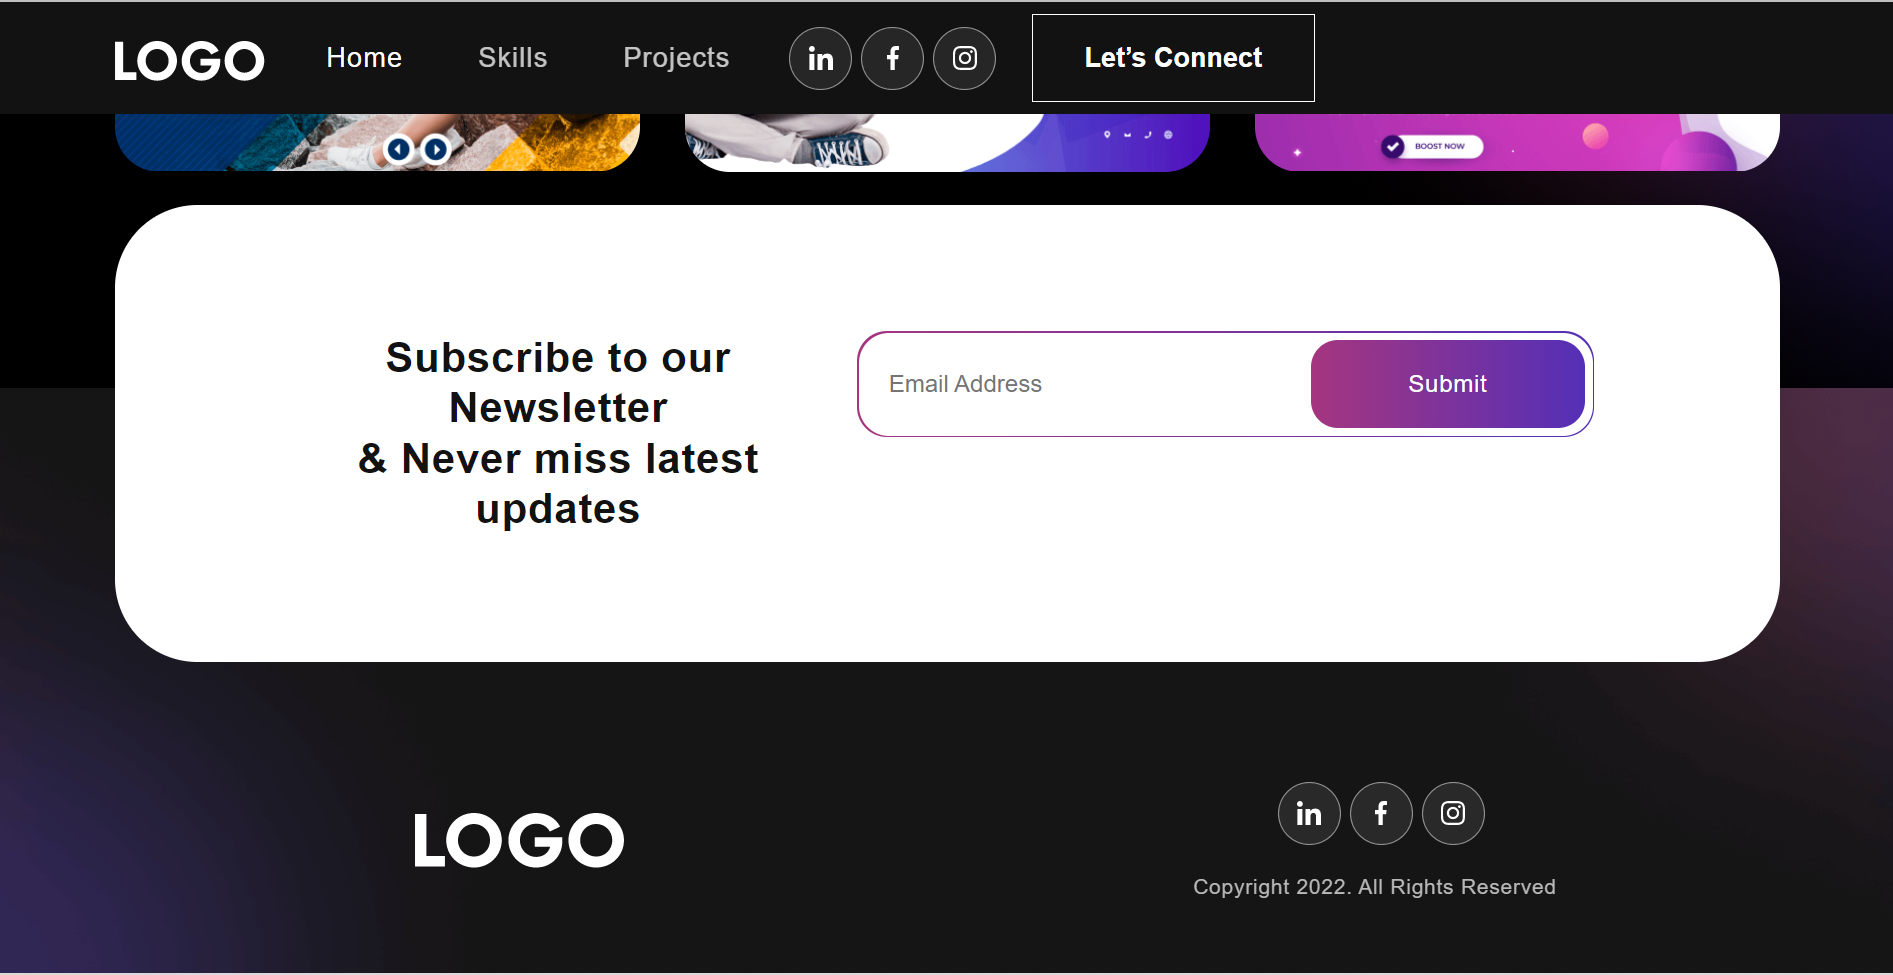 LOGO
Home
Skills
Projects
in
f
Let’s Connect
BOOST NOW
Subscribe to our
Newsletter
& Never miss latest
updates
Email Address
Submit
LOGO
in
f
Copyright 2022. All Rights Reserved